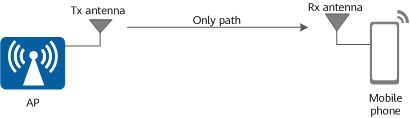 Tx antenna
Only path
Rx antenna
AP
Mobile
phone